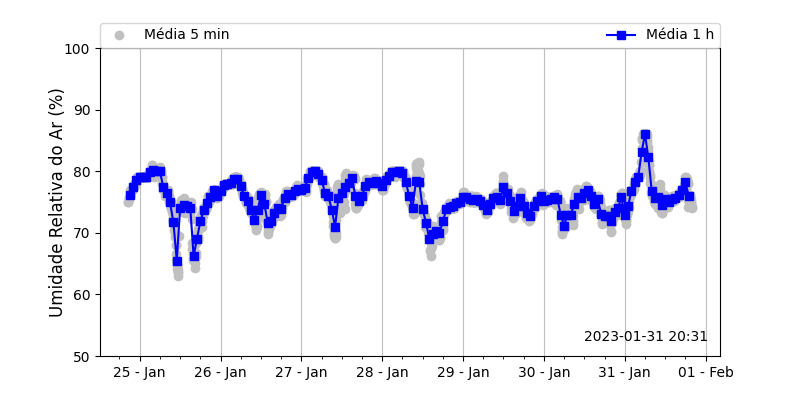 Média 5 min
Média 1 h
Umidade Relativa do Ar (%)
100
90
80
70
60
50
2023-01-31 20:31
25 - Jan
26 - Jan
27 - Jan
28 - Jan
29 - Jan
30 - Jan
31 - Jan
01 - Feb